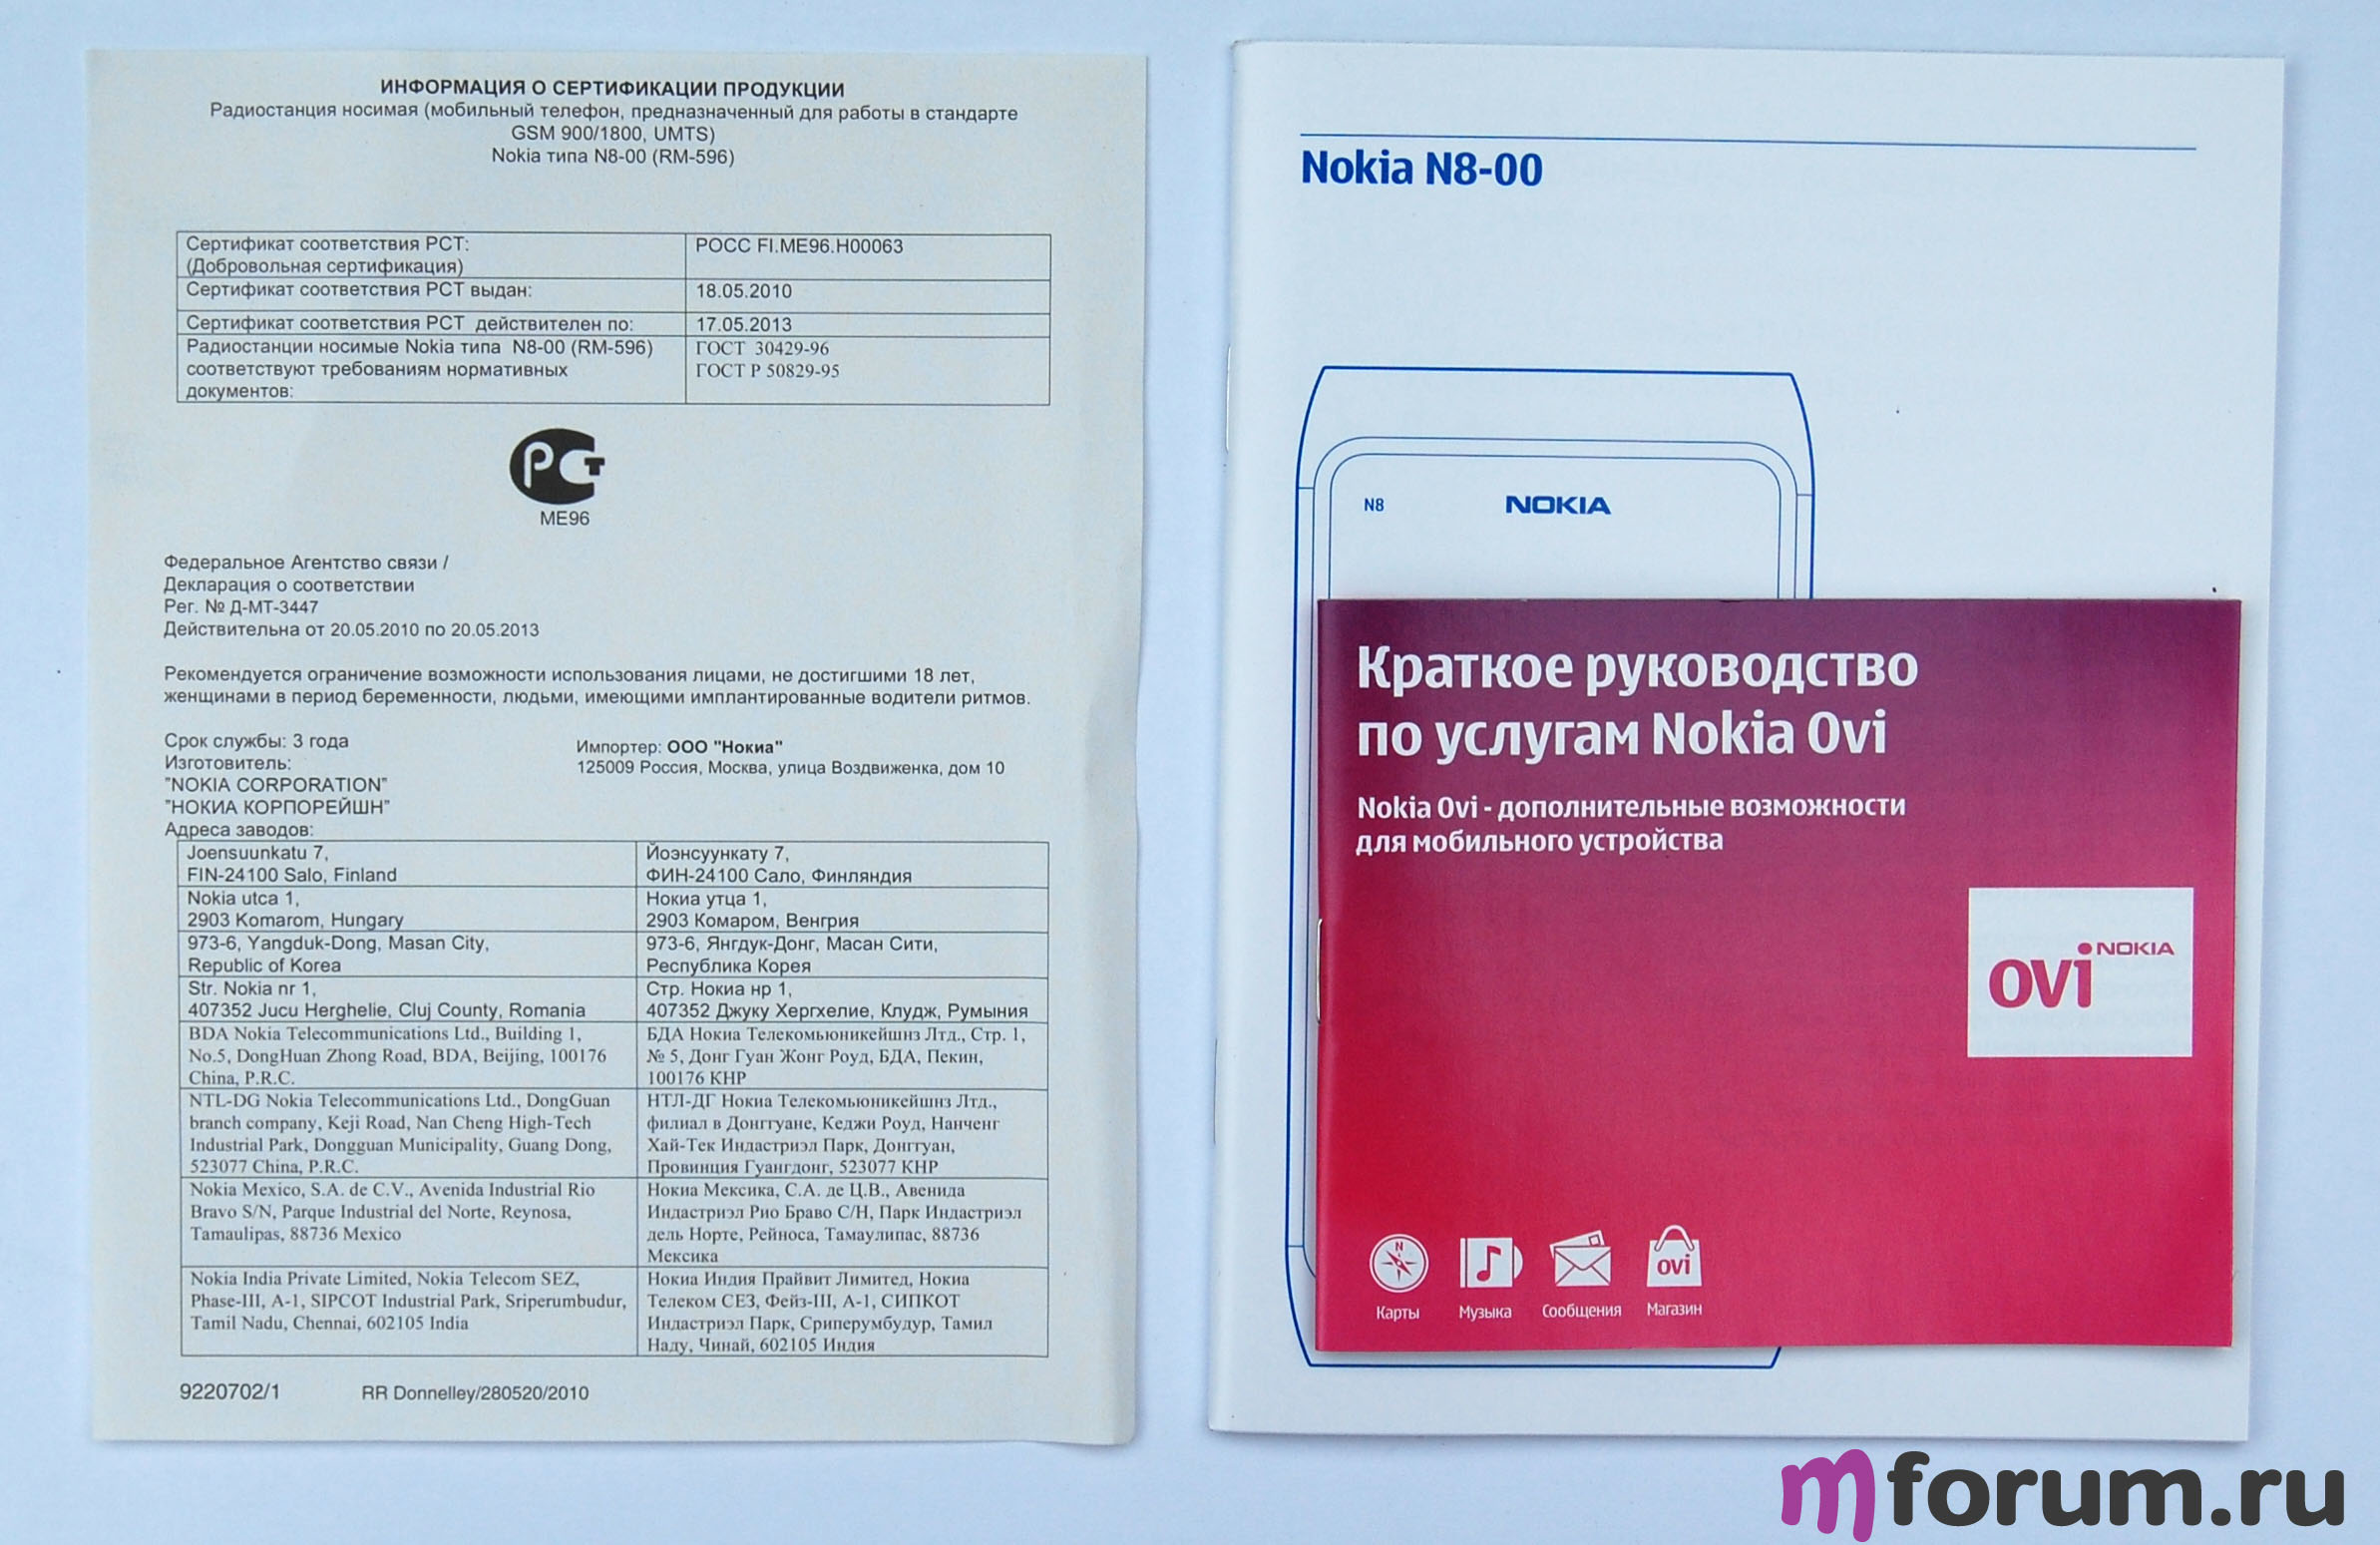 ИНФОРМАЦИЯ О СЕРТИФИКАЦИИ ПРОДУКЦИИ
Радиостанция носимая (мобильный телефон, предназначенный для работы в стандарте
GSM 900/1800, UMTS)
Nokia типа N8-00 (RM-596)
Сертификат соответствия РСТ:
(Добровольная сертификация)
РОСС FI.ME96.H00063
Сертификат соответствия РСТ выдан:
18.05.2010
Сертификат соответствия РСТ действителен по:
17.05.2013
Радиостанции носимые Nokia типа N8-00 (RM-596)
соответствуют требованиям нормативных
документов:
ГОСТ 30429-96
ГОСТ Р 50829-95
РСТ
МЕ96
Федеральное Агентство связи /
Декларация о соответствии
Рег. № Д-МТ-3447
Действительна от 20.05.2010 по 20.05.2013
Рекомендуется ограничение возможности использования лицами, не достигшими 18 лет,
женщинами в период беременности, людьми, имеющими имплантированные водители ритмов.
Срок службы: 3 года
Изготовитель:
"NOKIA CORPORATION"
"НОКИА КОРПОРЕЙШН"
Импортер: ООО "Нокиа"
125009 Россия, Москва, улица Воздвиженка, дом 10
Адреса заводов:
Joensuunkatu 7,
FIN-24100 Salo, Finland
Йоэнсуункату 7,
ФИН-24100 Сало, Финляндия
Nokia utca 1,
2903 Komarom, Hungary
Нокиа утца 1,
2903 Комаром, Венгрия
973-6, Yangduk-Dong, Masan City,
Republic of Korea
973-6, Янгдук-Донг, Масан Сити,
Республика Корея
Str. Nokia nr 1,
407352 Jucu Herghelie, Cluj County, Romania
Стр. Нокиа нр 1,
407352 Джуку Хергхелие, Клудж, Румыния
BDA Nokia Telecommunications Ltd., Building 1,
No.5, DongHuan Zhong Road, BDA, Beijing, 100176
China, P.R.C.
БДА Нокиа Телекомьюникейшнз Лтд., Стр. 1,
№ 5, Донг Гуан Жонг Роуд, БДА, Пекин,
100176 КНР
NTL-DG Nokia Telecommunications Ltd., DongGuan
branch company, Keji Road, Nan Cheng High-Tech
Industrial Park, Dongguan Municipality, Guang Dong,
523077 China, P.R.C.
НТЛ-ДГ Нокиа Телекомьюникейшнз Лтд.,
филиал в Донггуане, Кеджи Роуд, Нанченг
Хай-Тек Индастриэл Парк, Донггуан,
Провинция Гуангдонг, 523077 КНР
Nokia Mexico, S.A. de C.V., Avenida Industrial Rio
Bravo S/N, Parque Industrial del Norte, Reynosa,
Tamaulipas, 88736 Mexico
Нокиа Мексика, С.А. де Ц.В., Авенида
Индастриэл Рио Браво С/Н, Парк Индастриэл
дель Норте, Рейноса, Тамаулипас, 88736
Мексика
Nokia India Private Limited, Nokia Telecom SEZ,
Phase-III, A-1, SIPCOT Industrial Park, Sriperumbudur,
Tamil Nadu, Chennai, 602105 India
Нокиа Индия Прайвит Лимитед, Нокиа
Телеком СЕЗ, Фейз-III, А-1, СИПКОТ
Индастриэл Парк, Сриперумбудур, Тамил
Наду, Чинай, 602105 Индия
9220702/1
RR Donnelley/280520/2010
Nokia N8-00
N8
NOKIA
Краткое руководство
по услугам Nokia Ovi
Nokia Ovi - дополнительные возможности
для мобильного устройства
ovi NOKIA
N
ovi
Карты
Музыка
Сообщения
Магазин
mforum.ru